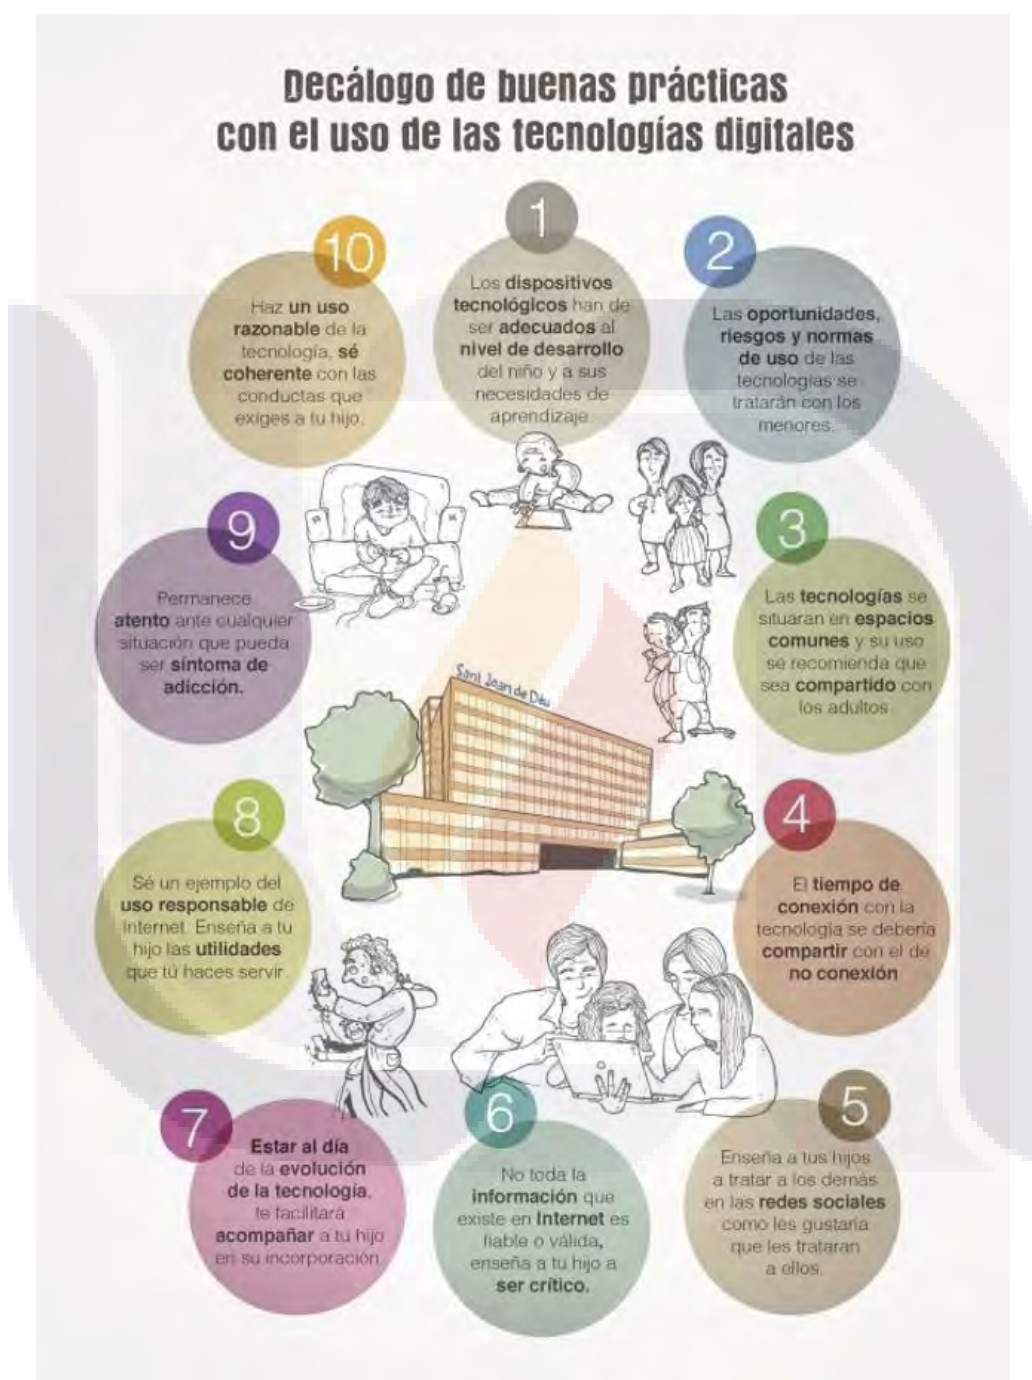 Decálogo de buenas prácticas
con el uso de las tecnologías digitales
1
Los dispositivos
tecnológicos han de
ser adecuados al
nivel de desarrollo
del niño y a sus
necesidades de
aprendizaje.
2
Las oportunidades,
riesgos y normas
de uso de las
tecnologías se
tratarán con los
menores.
3
Las tecnologías se
situaran en espacios
comunes y su uso
se recomienda que
sea compartido con
los adultos.
4
El tiempo de
conexión con la
tecnología se debería
compartir con el de
no conexión
5
Enseña a tus hijos
a tratar a los demás
en las redes sociales
como les gustaría
que les trataran
a ellos.
6
No toda la
información que
existe en Internet es
fiable o válida,
enseña a tu hijo a
ser crítico.
7
Estar al día
de la evolución
de la tecnología,
te facilitará
acompañar a tu hijo
en su incorporación.
8
Sé un ejemplo del
uso responsable de
Internet. Enseña a tu
hijo las utilidades
que tú haces servir.
9
Permanece
atento ante cualquier
situación que pueda
ser síntoma de
adicción.
10
Haz un uso
razonable de la
tecnología, sé
coherente con las
conductas que
exiges a tu hijo.
Sant Joan de Déu